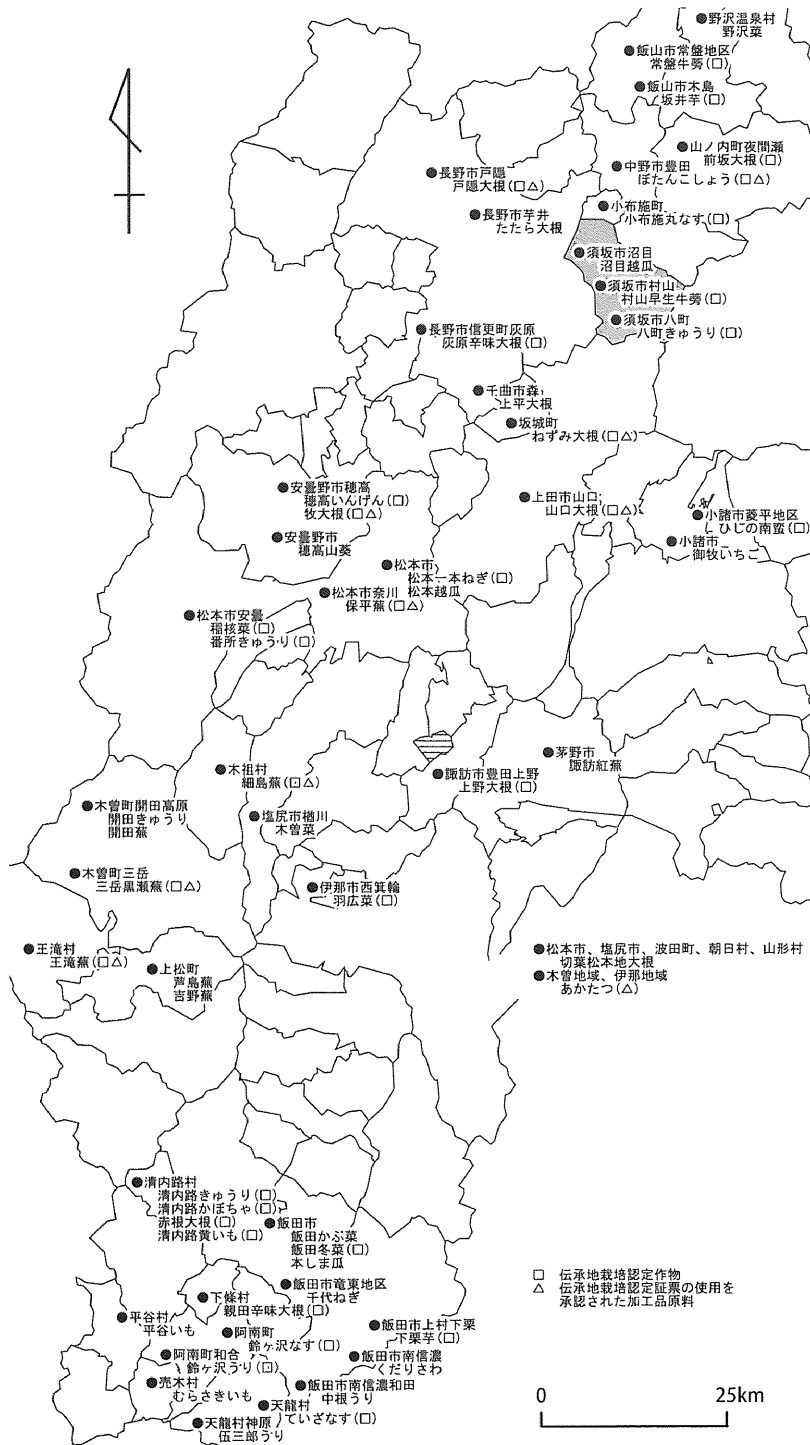 野沢温泉村
野沢菜
飯山市常盤地区
常盤牛蒡(□)
飯山市木島
坂井芋(□)
山ノ内町夜間瀬
前坂大根(□)
中野市豊田
ぼたんこしょう(□△)
長野市戸隠
戸隠大根(□△)
小布施町
小布施丸なす(□)
長野市芋井
たたら大根
須坂市沼目
沼目越瓜
須坂市村山
村山早生牛蒡(□)
須坂市八町
八町きゅうり(□)
長野市信更町灰原
灰原辛味大根(□)
千曲市森
上平大根
坂城町
ねずみ大根(□△)
安曇野市穂高
穂高いんげん(□)
牧大根(□△)
上田市山口
山口大根(□△)
小諸市菱平地区
ひじの南蛮(□)
小諸市
御牧いちご
安曇野市
穂高山葵
松本市
松本一本ねぎ(□)
松本越瓜
松本市奈川
保平蕪(□△)
松本市安曇
稲核菜(□)
番所きゅうり(□)
茅野市
諏訪紅蕪
諏訪市豊田上野
上野大根(□)
木祖村
細島蕪(□△)
木曽町開田高原
開田きゅうり
開田蕪
塩尻市楢川
木曽菜
木曽町三岳
三岳黒瀬蕪(□△)
伊那市西箕輪
羽広菜(□)
王滝村
王滝蕪(□△)
上松町
芦島蕪
吉野蕪
松本市、塩尻市、波田町、朝日村、山形村
切葉松本地大根
木曽地域、伊那地域
あかたつ(△)
清内路村
清内路きゅうり(□)
清内路かぼちゃ(□)
赤根大根(□)
清内路黄いも(□)
飯田市
飯田かぶ菜
飯田冬菜(□)
本しま瓜
飯田市竜東地区
千代ねぎ
下條村
親田辛味大根(□)
平谷村
平谷いも
阿南町
鈴ヶ沢なす(□)
飯田市上村下栗
下栗芋(□)
阿南町和合
鈴ヶ沢うり(□)
飯田市南信濃
くだりさわ
売木村
むらさきいも
飯田市南信濃和田
中根うり
天龍村
ていざなす(□)
天龍村神原
伍三郎うり
□ 伝承地栽培認定作物
△ 伝承地栽培認定証票の使用を
承認された加工品原料
0 25km